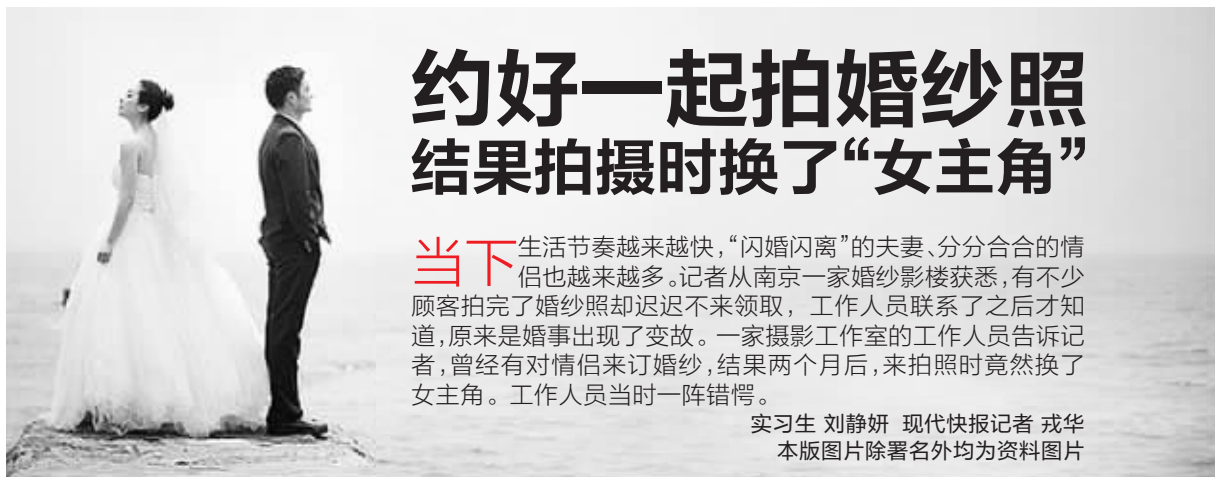 约好一起拍婚纱照
结果拍摄时换了“女主角”
当下生活节奏越来越快，“闪婚闪离”的夫妻、分分合合的情
侣也越来越多。记者从南京一家婚纱影楼获悉，有不少
顾客拍完了婚纱照却迟迟不来领取，工作人员联系了之后才知
道，原来是婚事出现了变故。一家摄影工作室的工作人员告诉记
者，曾经有对情侣来订婚纱，结果两个月后，来拍照时竟然换了
女主角。工作人员当时一阵错愕。
实习生 刘静妍 现代快报记者 戎华
本版图片除署名外均为资料图片